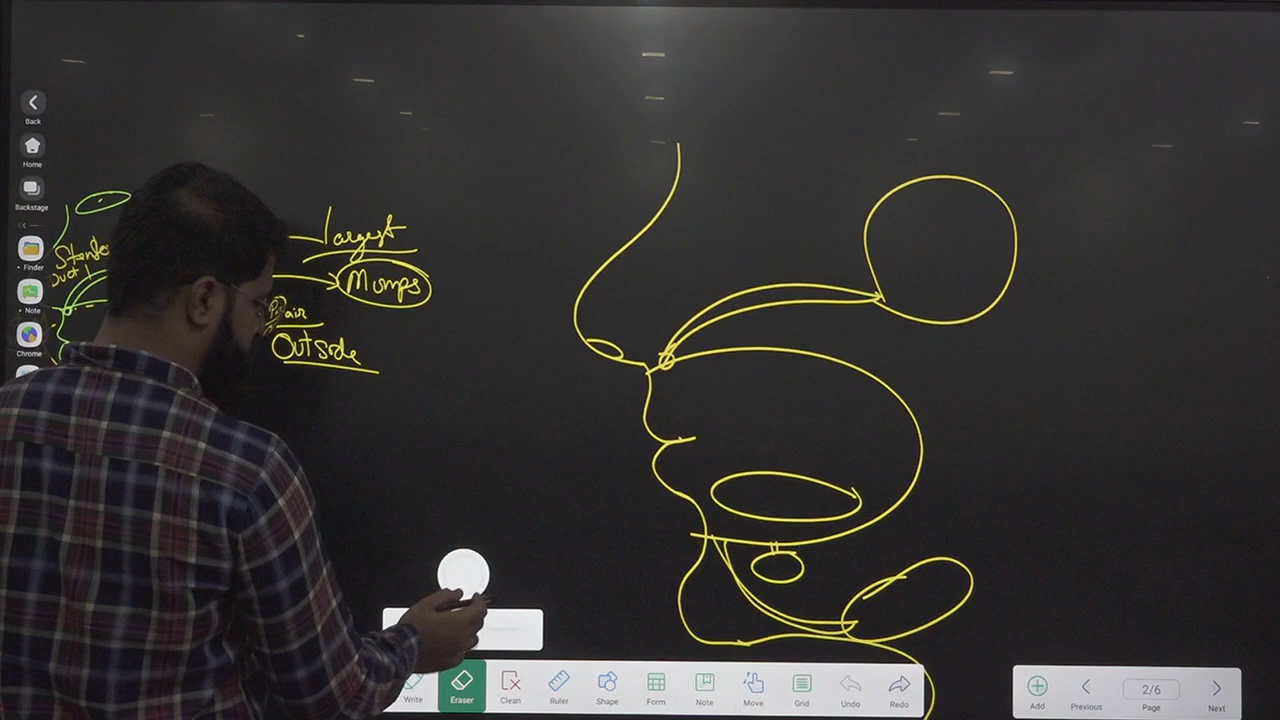 Back
Home
Backstage
Finder
Note
Chrome
largest
Mumps
Pair
OutSide
Write
Eraser
Clean
Ruler
Shape
Form
Note
Move
Grid
Undo
Redo
Add
Previous
2/6
Page
Next